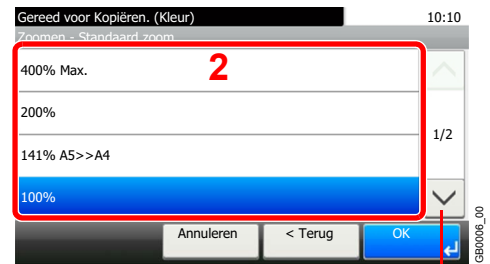 Gereed voor Kopiëren. (Kleur) 10:10
Zoomen - Standaard zoom
2
400% Max.
200%
1/2
141% A5>>A4
100%
Annuleren < Terug OK
GB0006_00